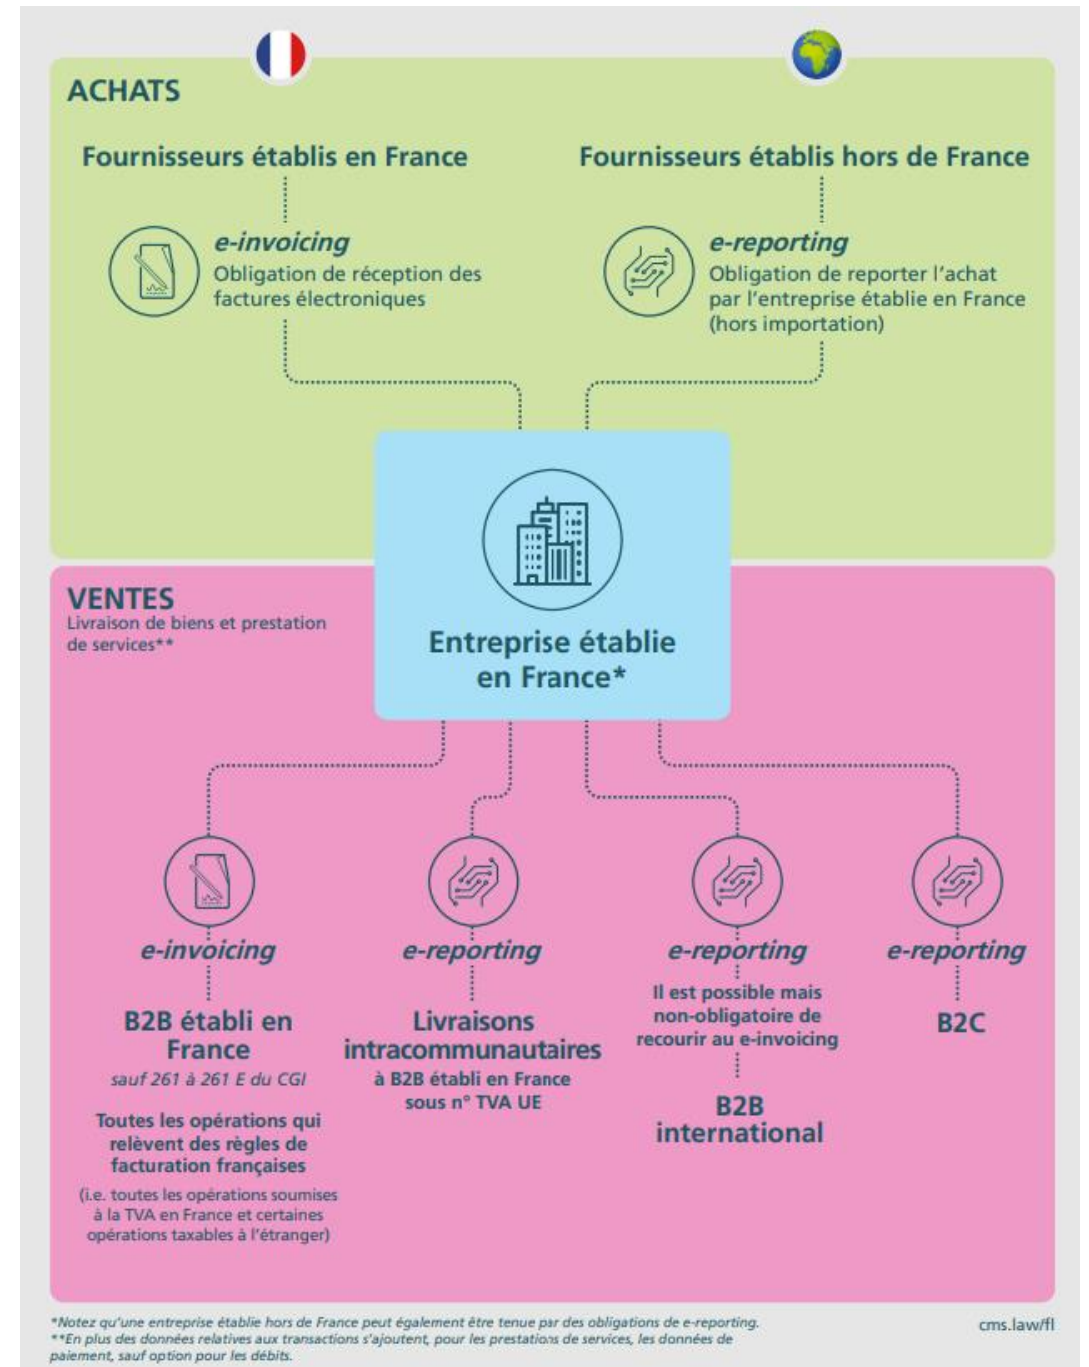 ACHATS
Fournisseurs établis en France
e-invoicing
Obligation de réception des
factures électroniques
Fournisseurs établis hors de France
e-reporting
Obligation de reporter l'achat
par l'entreprise établie en France
(hors importation)
Entreprise établie
en France*
VENTES
Livraison de biens et prestation
de services**
e-invoicing
B2B établi en
France
sauf 261 à 261 E du CGI
Toutes les opérations qui
relèvent des règles de
facturation françaises
(i.e. toutes les opérations soumises
à la TVA en France et certaines
opérations taxables à l'étranger)
e-reporting
Livraisons
intracommunautaires
à B2B établi en France
sous n° TVA UE
e-reporting
Il est possible mais
non-obligatoire de
recourir au e-invoicing
B2B
international
e-reporting
B2C
*Notez qu'une entreprise établie hors de France peut également être tenue par des obligations de e-reporting.
**En plus des données relatives aux transactions s'ajoutent, pour les prestations de services, les données de
paiement, sauf option pour les débits.
cms.law/fl